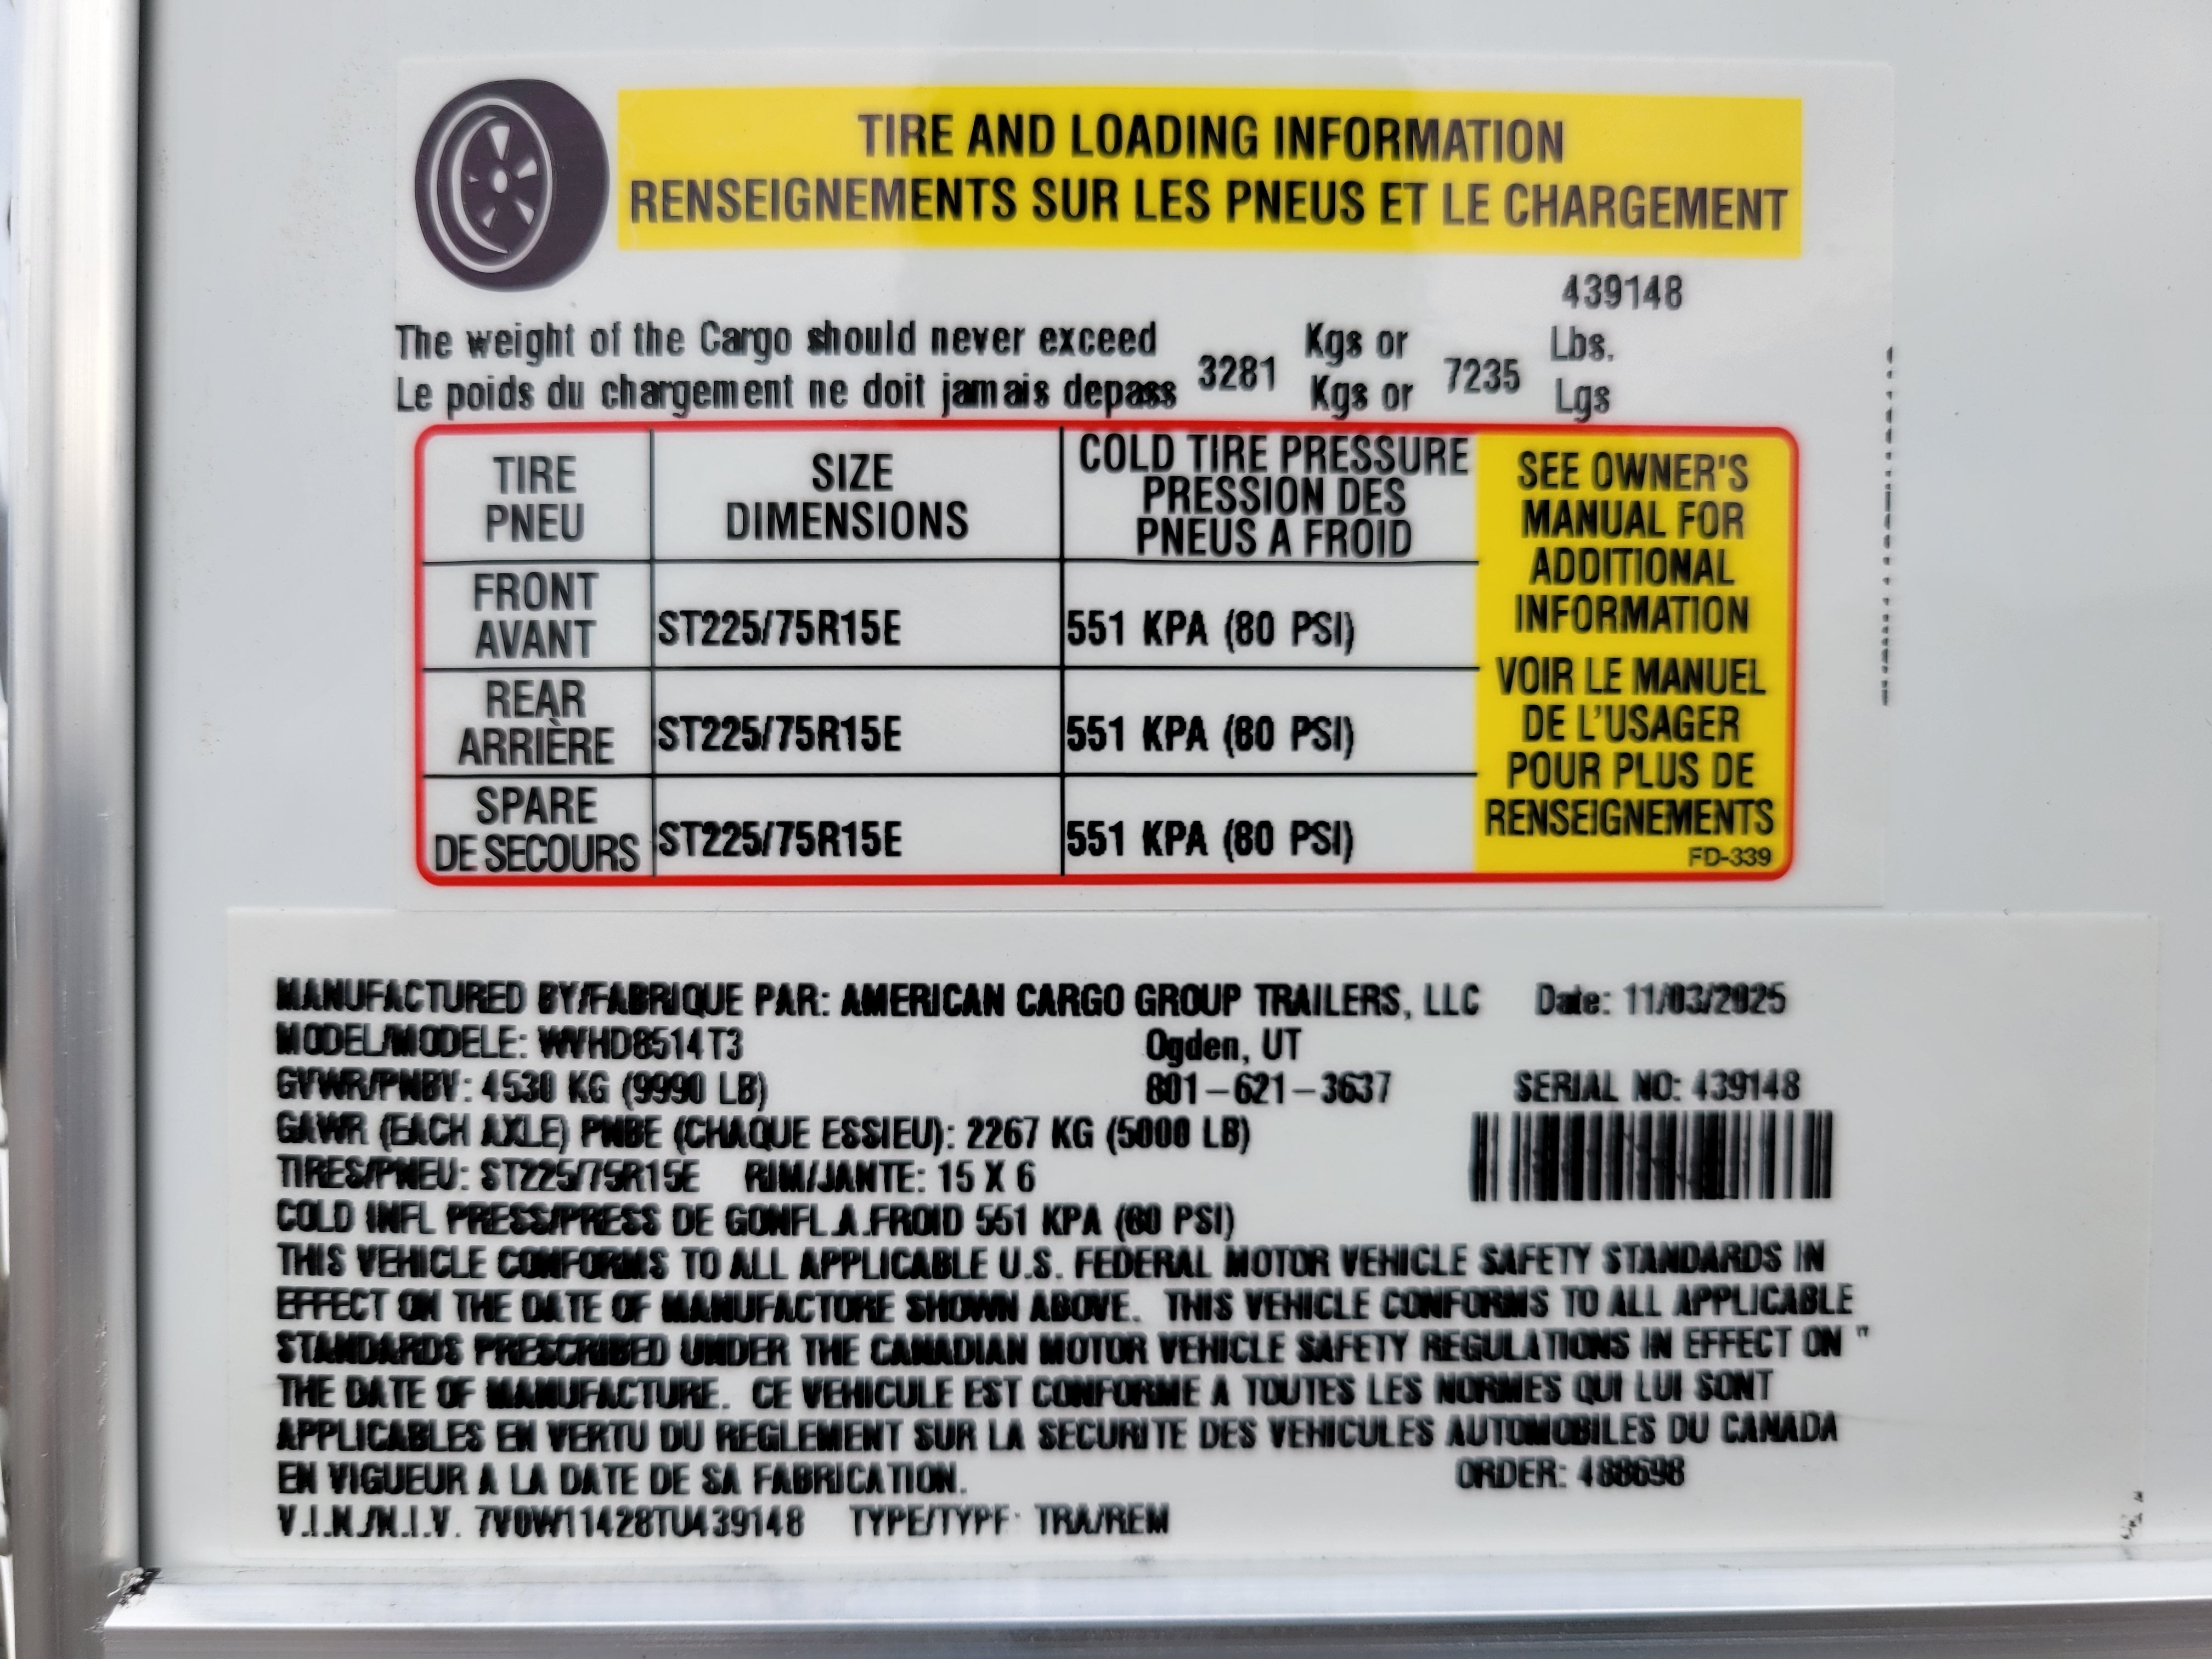 TIRE AND LOADING INFORMATION
RENSEIGNEMENTS SUR LES PNEUS ET LE CHARGEMENT
439148
The weight of the Cargo should never exceed 3281 Kgs or 7235 Lbs.
Le poids du chargement ne doit jamais depass Kgs or Lgs
TIRE PNEU
SIZE DIMENSIONS
COLD TIRE PRESSURE PRESSION DES PNEUS A FROID
FRONT AVANT ST225/75R15E 551 KPA (80 PSI)
REAR ARRIÈRE ST225/75R15E 551 KPA (80 PSI)
SPARE DE SECOURS ST225/75R15E 551 KPA (80 PSI)
SEE OWNER'S
MANUAL FOR
ADDITIONAL
INFORMATION
VOIR LE MANUEL
DE L'USAGER
POUR PLUS DE
RENSEIGNEMENTS
FD-339
MANUFACTURED BY/FABRIQUE PAR: AMERICAN CARGO GROUP TRAILERS, LLC Date: 11/03/2025
MODEL/MODELE: WVHD8514T3 Ogden, UT
GVWR/PNBV: 4530 KG (9990 LB) 801-621-3637 SERIAL NO: 439148
GAWR (EACH AXLE) PNBE (CHAQUE ESSIEU): 2267 KG (5000 LB)
TIRES/PNEU: ST225/75R15E RIM/JANTE: 15 X 6
COLD INFL PRESS/PRESS DE GONFL.A.FROID 551 KPA (80 PSI)
THIS VEHICLE CONFORMS TO ALL APPLICABLE U.S. FEDERAL MOTOR VEHICLE SAFETY STANDARDS IN
EFFECT ON THE DATE OF MANUFACTORE SHOWN ABOVE. THIS VEHICLE CONFORMS TO ALL APPLICABLE
STANDARDS PRESCRIBED UNDER THE CANADIAN MOTOR VEHICLE SAFETY REGULATIONS IN EFFECT ON "
THE DATE OF MANUFACTURE. CE VEHICULE EST CONFORME A TOUTES LES NORMES QUI LUI SONT
APPLICABLES EN VERTU DU REGLEMENT SUR LA SECURITE DES VEHICULES AUTOMOBILES DU CANADA
EN VIGUEUR A LA DATE DE SA FABRICATION. ORDER: 488698
V.I.N./N.I.V. 7V0W11428TU439148 TYPE/TYPF: TRA/REM